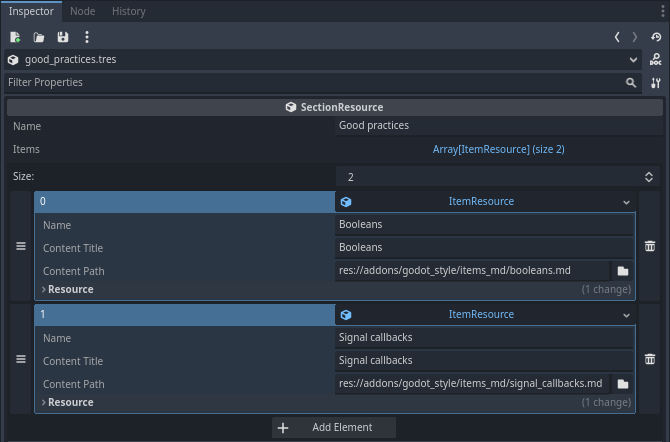 Inspector Node History
good_practices.tres
DOC
Filter Properties
SectionResource
Name Good practices
Items Array[ItemResource] (size 2)
Size: 2
0 ItemResource
Name Booleans
Content Title Booleans
Content Path res://addons/godot_style/items_md/booleans.md
Resource (1 change)
1 ItemResource
Name Signal callbacks
Content Title Signal callbacks
Content Path res://addons/godot_style/items_md/signal_callbacks.md
Resource (1 change)
Add Element